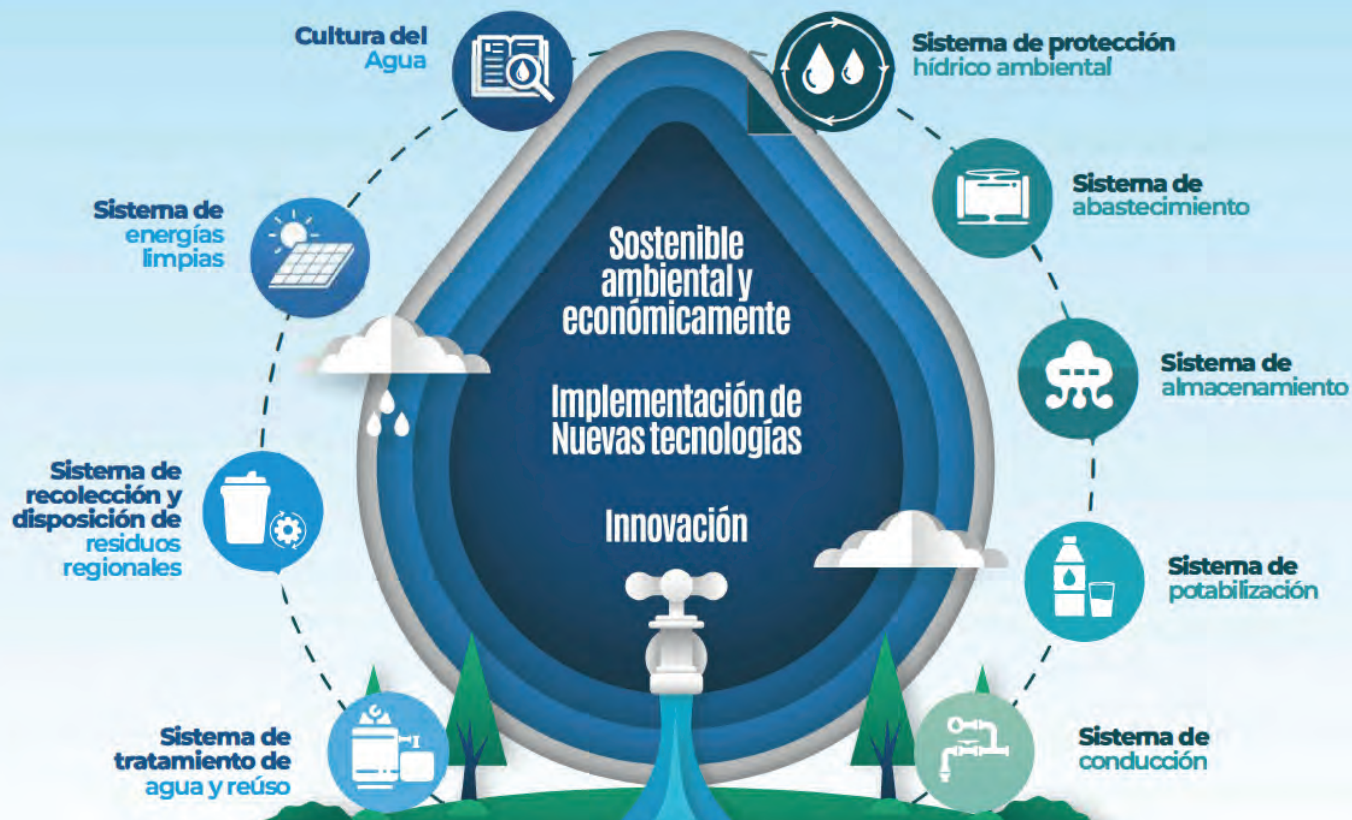 Cultura del
Agua
Sistema de protección
hídrico ambiental
Sistema de
abastecimiento
Sistema de
energías
limpias
Sostenible
ambiental y
económicamente
Sistema de
almacenamiento
Implementación de
Nuevas tecnologías
Sistema de
recolección y
disposición de
residuos
regionales
Innovación
Sistema de
potabilización
Sistema de
tratamiento de
agua y reúso
Sistema de
conducción